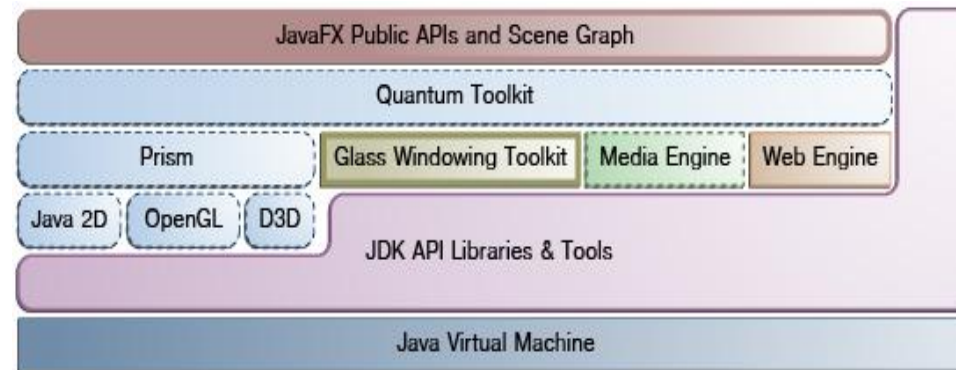 JavaFX Public APIs and Scene Graph
Quantum Toolkit
Prism
Glass Windowing Toolkit
Media Engine
Web Engine
Java 2D
OpenGL
D3D
JDK API Libraries & Tools
Java Virtual Machine